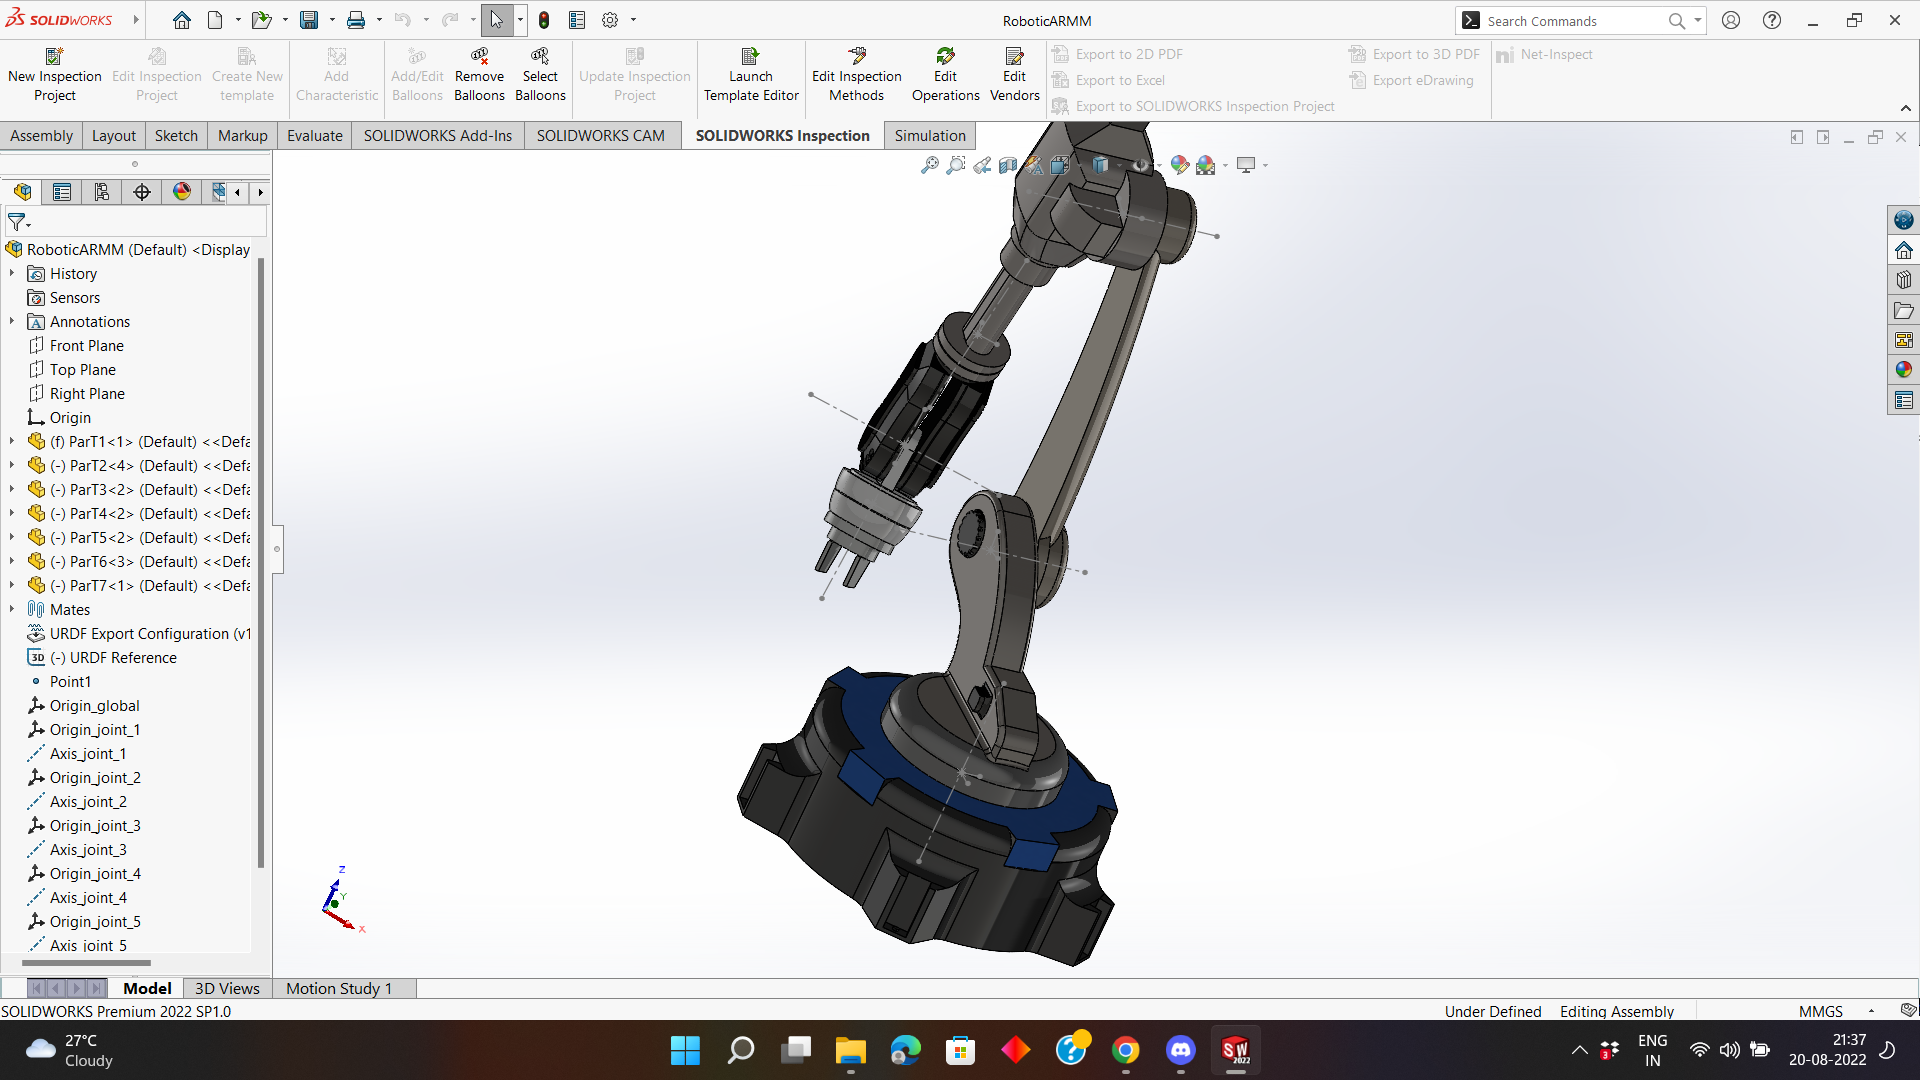 SOLIDWORKS
RoboticARMM
Search Commands
New Inspection Project
Edit Inspection Project
Create New template
Add Characteristic
Add/Edit Balloons
Remove Balloons
Select Balloons
Update Inspection Project
Launch Template Editor
Edit Inspection Methods
Edit Operations
Edit Vendors
Export to 2D PDF
Export to Excel
Export to SOLIDWORKS Inspection Project
Export to 3D PDF
Export eDrawing
Net-Inspect
Assembly
Layout
Sketch
Markup
Evaluate
SOLIDWORKS Add-Ins
SOLIDWORKS CAM
SOLIDWORKS Inspection
Simulation
RoboticARMM (Default) <Display
History
Sensors
Annotations
Front Plane
Top Plane
Right Plane
Origin
(f) ParT1<1> (Default) <<Defa
(-) ParT2<4> (Default) <<Defa
(-) ParT3<2> (Default) <<Defa
(-) ParT4<2> (Default) <<Defa
(-) ParT5<2> (Default) <<Defa
(-) ParT6<3> (Default) <<Defa
(-) ParT7<1> (Default) <<Defa
Mates
URDF Export Configuration (v1
3D (-) URDF Reference
Point1
Origin_global
Origin_joint_1
Axis_joint_1
Origin_joint_2
Axis_joint_2
Origin_joint_3
Axis_joint_3
Origin_joint_4
Axis_joint_4
Origin_joint_5
Axis_joint_5
Z
Y
X
Model
3D Views
Motion Study 1
SOLIDWORKS Premium 2022 SP1.0
Under Defined
Editing Assembly
MMGS
27°C
Cloudy
SW
2022
3
ENG
IN
21:37
20-08-2022